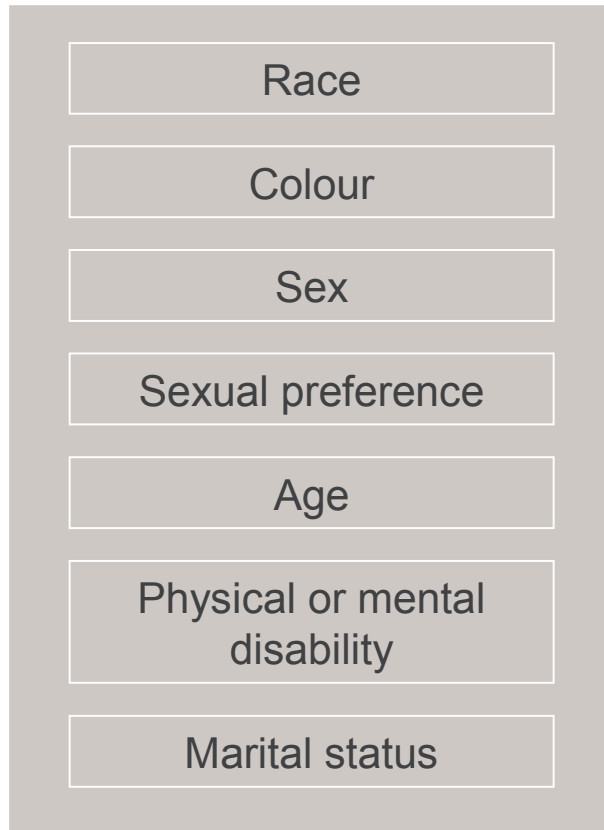 Race
Colour
Sex
Sexual preference
Age
Physical or mental
disability
Marital status